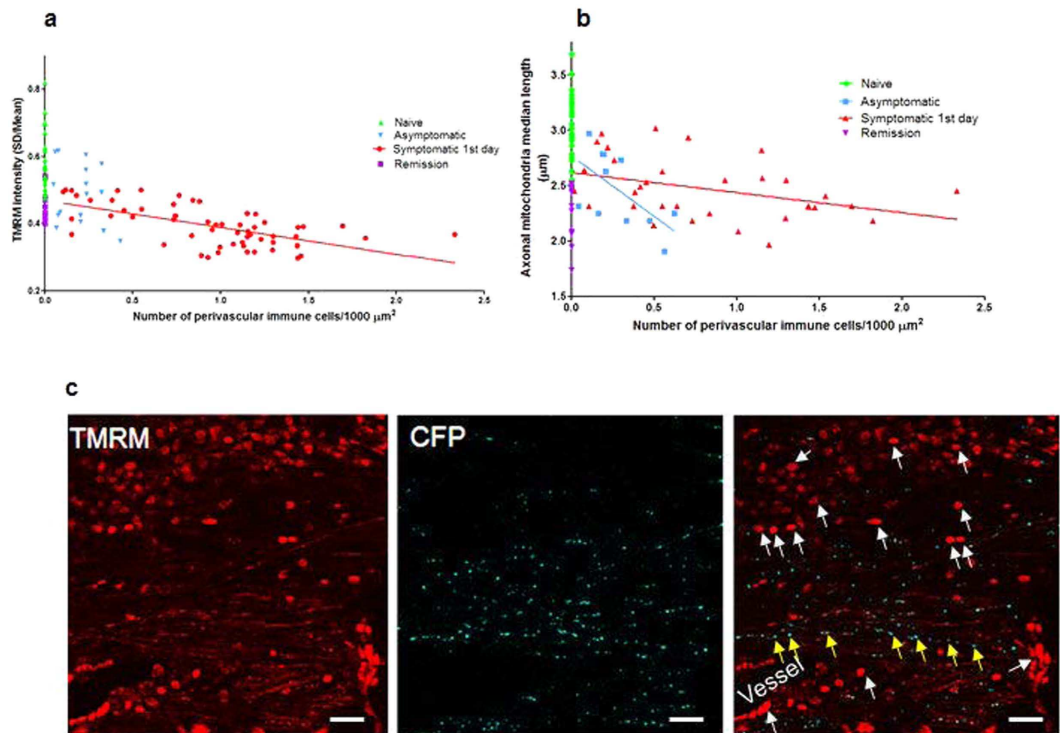 a
TMRM Intensity (SD/Mean)
0.8
0.6
0.4
0.2
0.0
0.5
1.0
1.5
2.0
2.5
Number of perivascular immune cells/1000 μm²
Naive
Asymptomatic
Symptomatic 1st day
Remission
b
Axonal mitochondria median length
(μm)
3.5
3.0
2.5
2.0
1.5
0.0
0.5
1.0
1.5
2.0
2.5
Number of perivascular immune cells/1000 μm²
Naive
Asymptomatic
Symptomatic 1st day
Remission
c
TMRM
CFP
Vessel